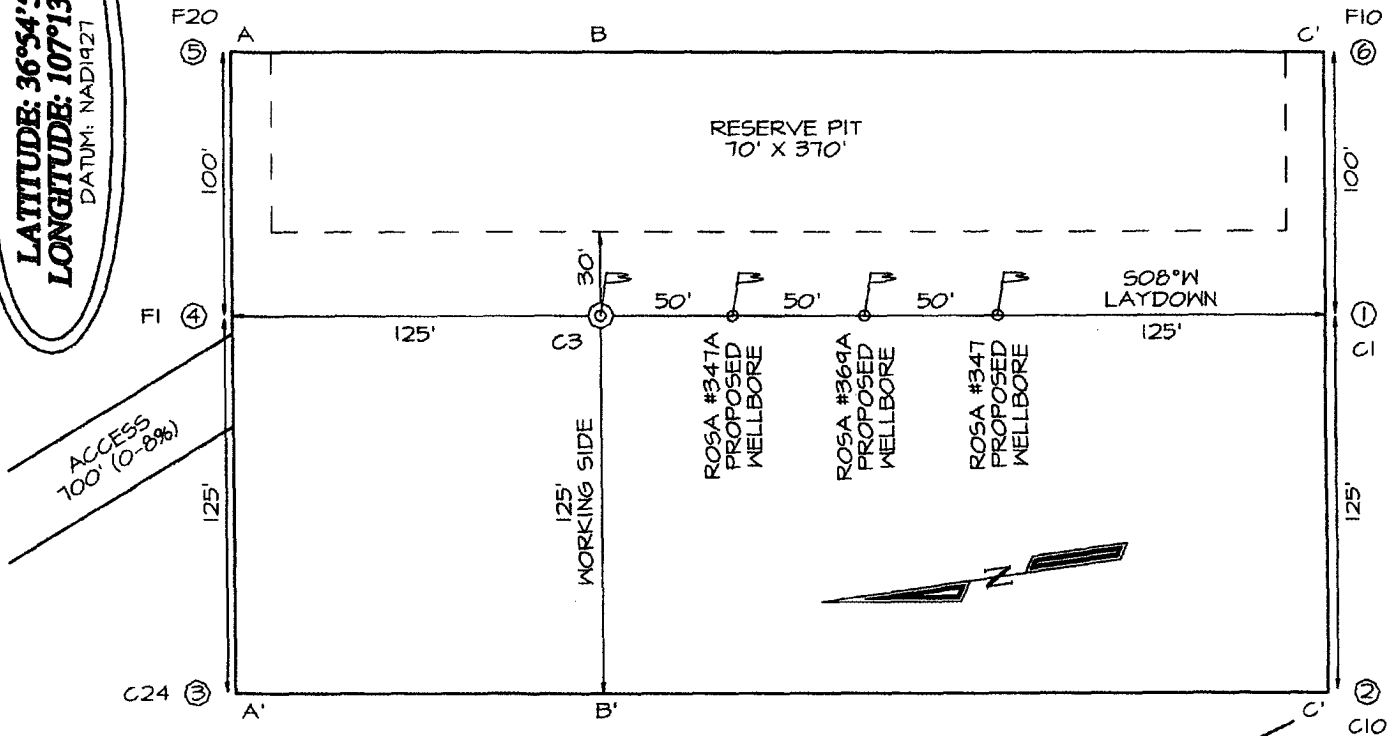 LATITUDE: 36°54'
LONGITUDE: 107°13
DATUM: NAD1927
F20
A
B
C'
F10
⑤
⑥
RESERVE PIT
70' X 370'
100'
100'
30'
50'
50'
50'
S08°W
LAYDOWN
F1 ④
①
125'
C3
125'
C1
ROSA #347A
PROPOSED
WELLBORE
ROSA #369A
PROPOSED
WELLBORE
ROSA #347
PROPOSED
WELLBORE
ACCESS
700' (0-8%)
125'
125'
WORKING SIDE
125'
N
C24 ③
②
A'
B'
C'
C10